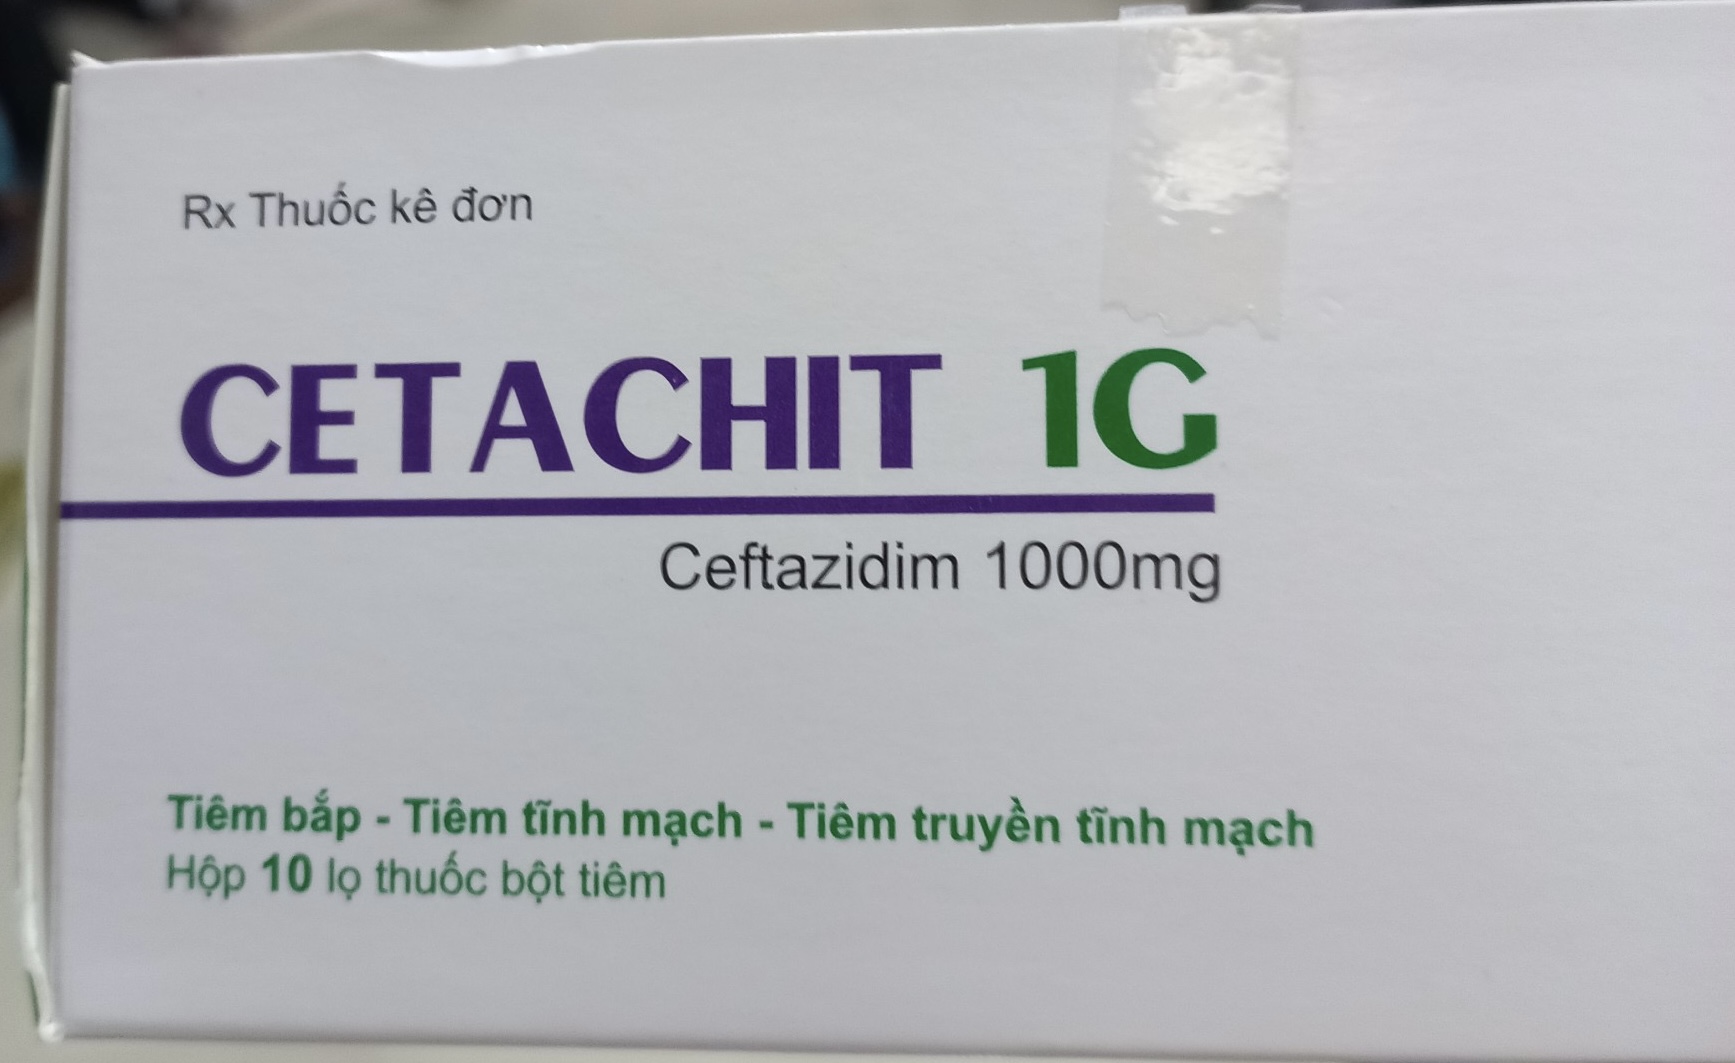 Rx Thuốc kê đơn
CETACHIT 1G
Ceftazidim 1000mg
Tiêm bắp - Tiêm tĩnh mạch - Tiêm truyền tĩnh mạch
Hộp 10 lọ thuốc bột tiêm